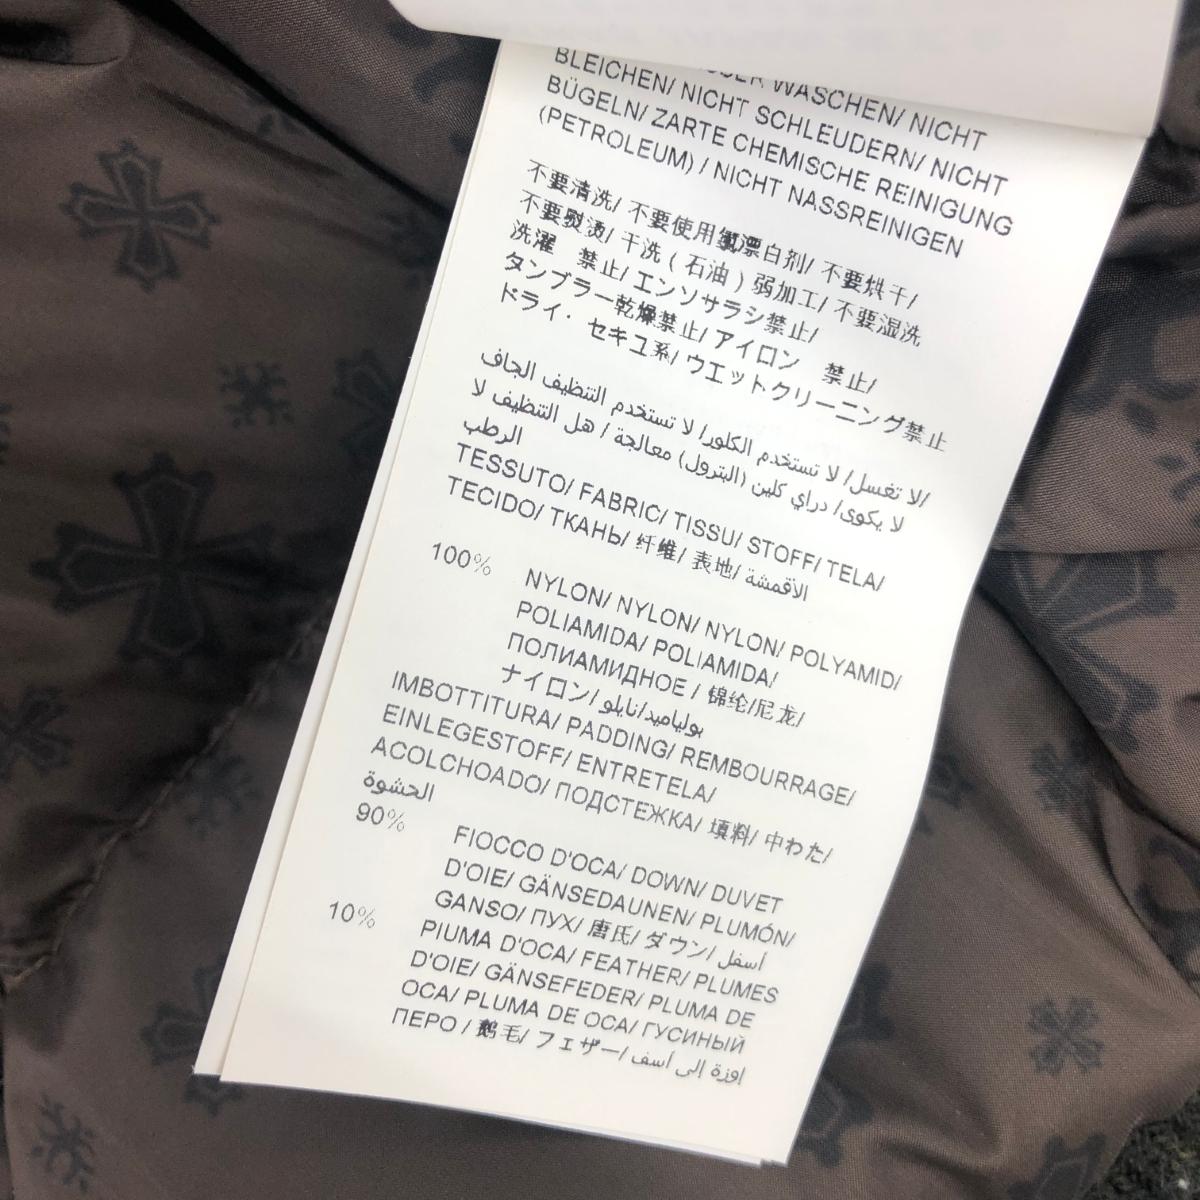 WASCHEN/ NICHT
BLEICHEN/ NICHT SCHLEUDERN/ NICHT
BÜGELN/ ZARTE CHEMISCHE REINIGUNG
(PETROLEUM) / NICHT NASSREINIGEN
不要清洗/ 不要使用氯漂白剂/ 不要烘干/
不要熨烫/ 干洗 ( 石油 ) 弱加工/ 不要湿洗
洗濯 禁止/ エンソサラシ禁止/
タンブラー乾燥禁止/ アイロン 禁止/
ドライ・セキユ系/ ウエットクリーニング禁止
/لا تغسل/ لا تستخدم الكلور/ لا تستخدم التنظيف الجاف
لا يكوى/ دراي كلين (البترول) معالجة / هل التنظيف لا
الرطب
TESSUTO/ FABRIC/ TISSU/ STOFF/ TELA/
TECIDO/ ТКАНЬ/ 纤维/ 表地/ الأقمشة
100% NYLON/ NYLON/ NYLON/ POLYAMID/
POLIAMIDA/ POLIAMIDA/
ПОЛИАМИДНОЕ / 锦纶/尼龙/
ナイロン/ بولياميد/نايلو
IMBOTTITURA/ PADDING/ REMBOURRAGE/
EINLEGESTOFF/ ENTRETELA/
ACOLCHOADO/ ПОДСТЕЖКА/ 填料/ 中わた/
الحشوة
90% FIOCCO D'OCA/ DOWN/ DUVET
D'OIE/ GÄNSEDAUNEN/ PLUMÓN/
GANSO/ ПУХ/ 唐氏/ ダウン/ أسفل
10% PIUMA D'OCA/ FEATHER/ PLUMES
D'OIE/ GÄNSEFEDER/ PLUMA DE
OCA/ PLUMA DE OCA/ ГУСИНЫЙ
ПЕРО / 鹅毛/ フェザー/ إوزة إلى أسف